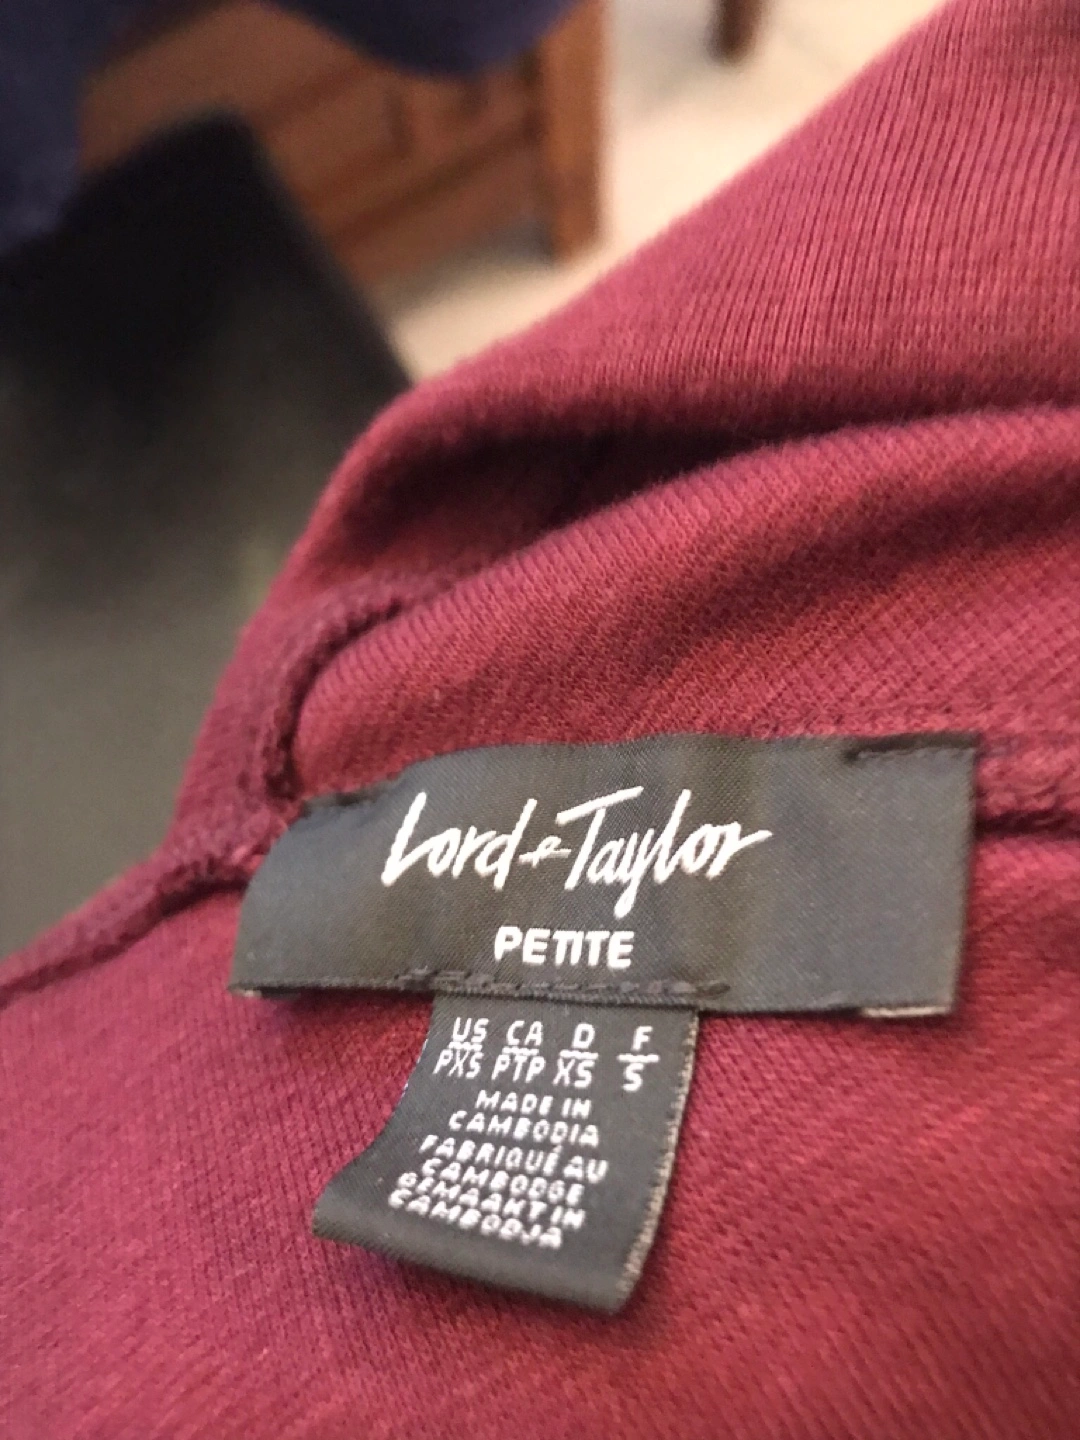 Lord & Taylor
PETITE
US CA D F
PXS PTP XS S
MADE IN
CAMBODIA
FABRIQUÉ AU
CAMBODGE
GEMAAKT IN
CAMBODJA